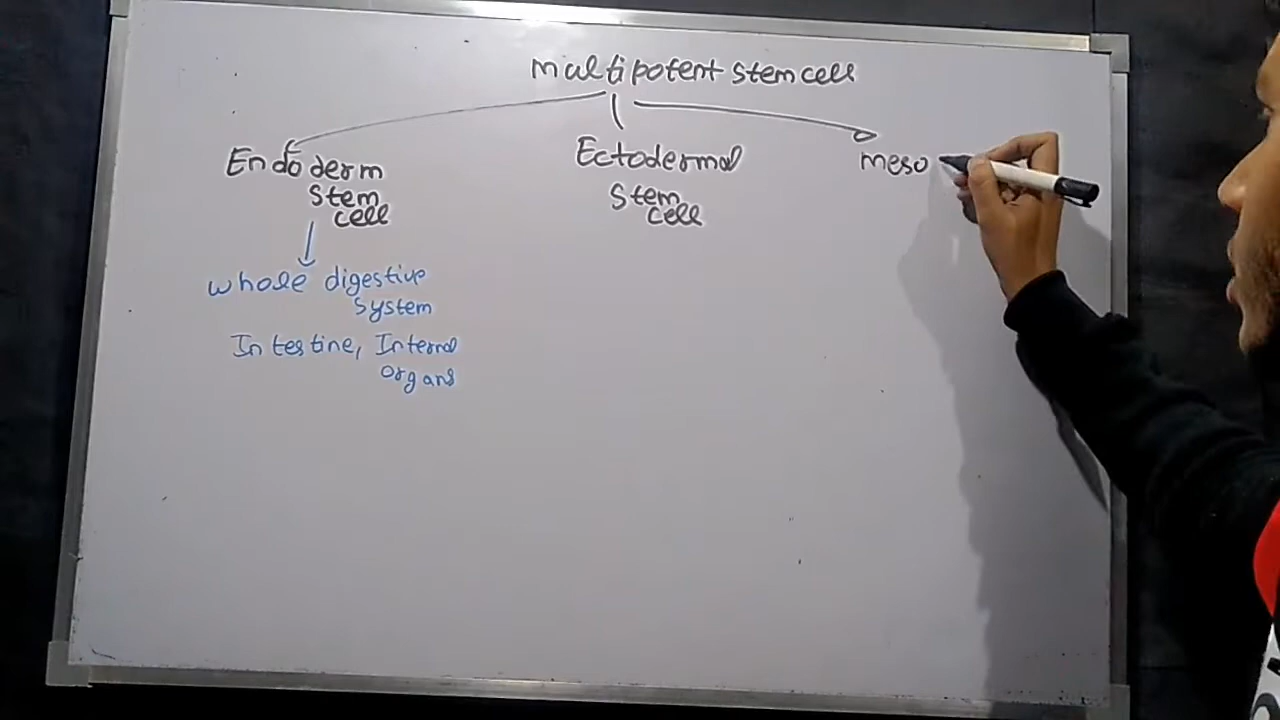 multipotent stem cell
Endoderm
Stem
cell
Ectodermal
Stem
cell
meso
whole digestive
system
Intestine, Internal
organs